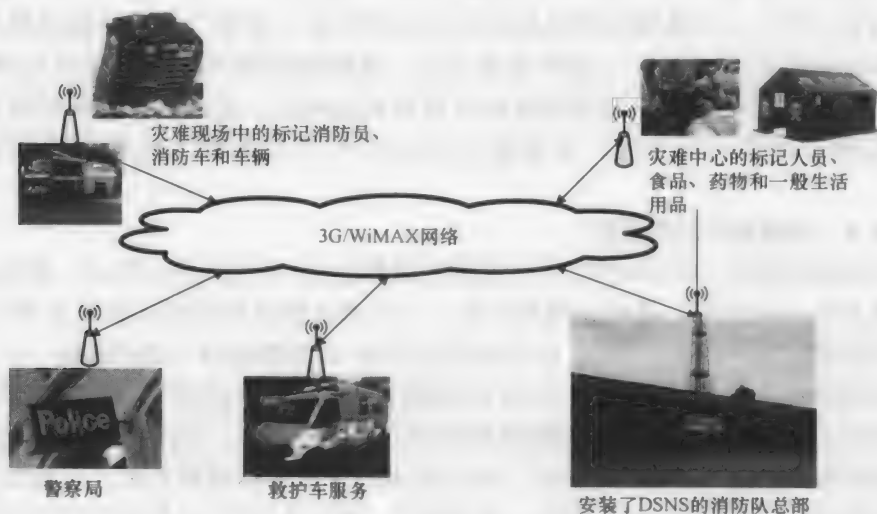 灾难现场中的标记消防员、
消防车和车辆
灾难中心的标记人员、
食品、药物和一般生活
用品
3G/WiMAX网络
Police
警察局
救护车服务
安装了DSNS的消防队总部